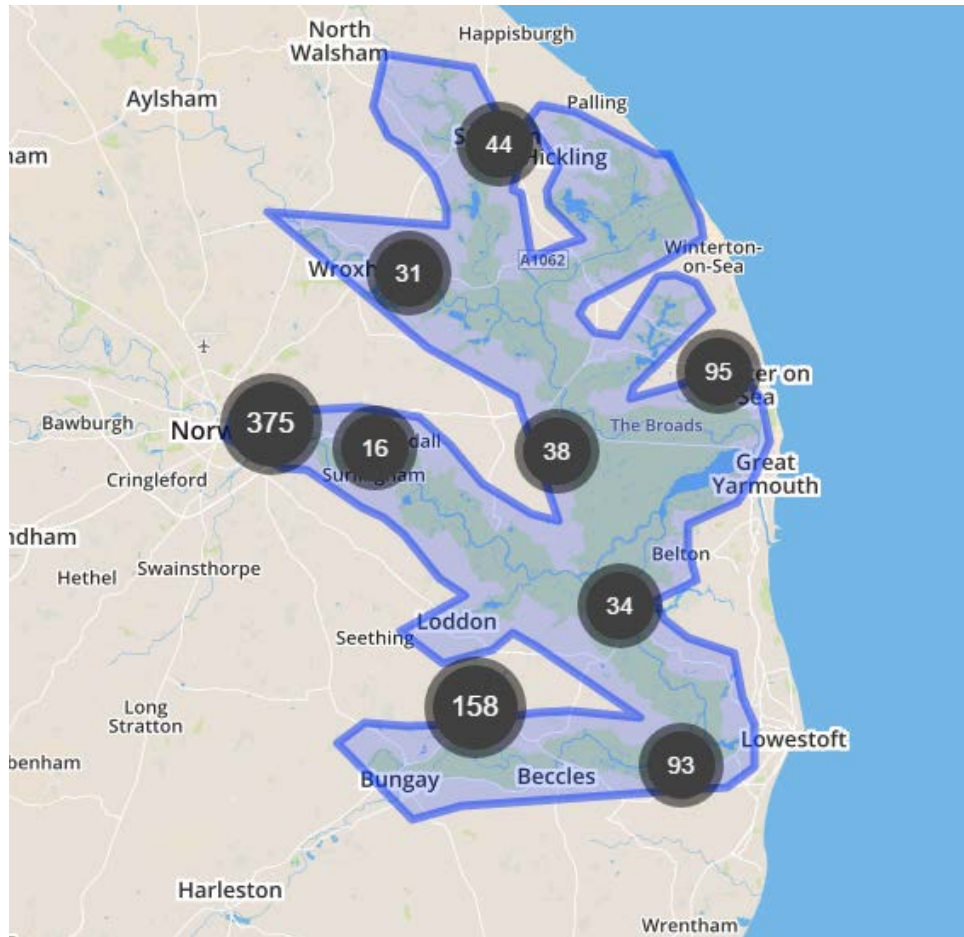 North
Walsham
Happisburgh
Aylsham
Palling
44
Hickling
Winterton-
on-Sea
A1062
31
95
Sea
375
Bawburgh
16
38
The Broads
Cringleford
Great
Yarmouth
Belton
Hethel
Swainsthorpe
34
Loddon
Seething
158
Long
Stratton
Lowestoft
93
Bungay
Beccles
Harleston
Wrentham